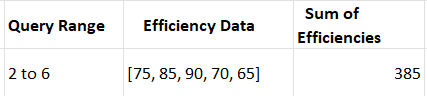 Query Range
Efficiency Data
Sum of
Efficiencies
2 to 6
[75, 85, 90, 70, 65]
385